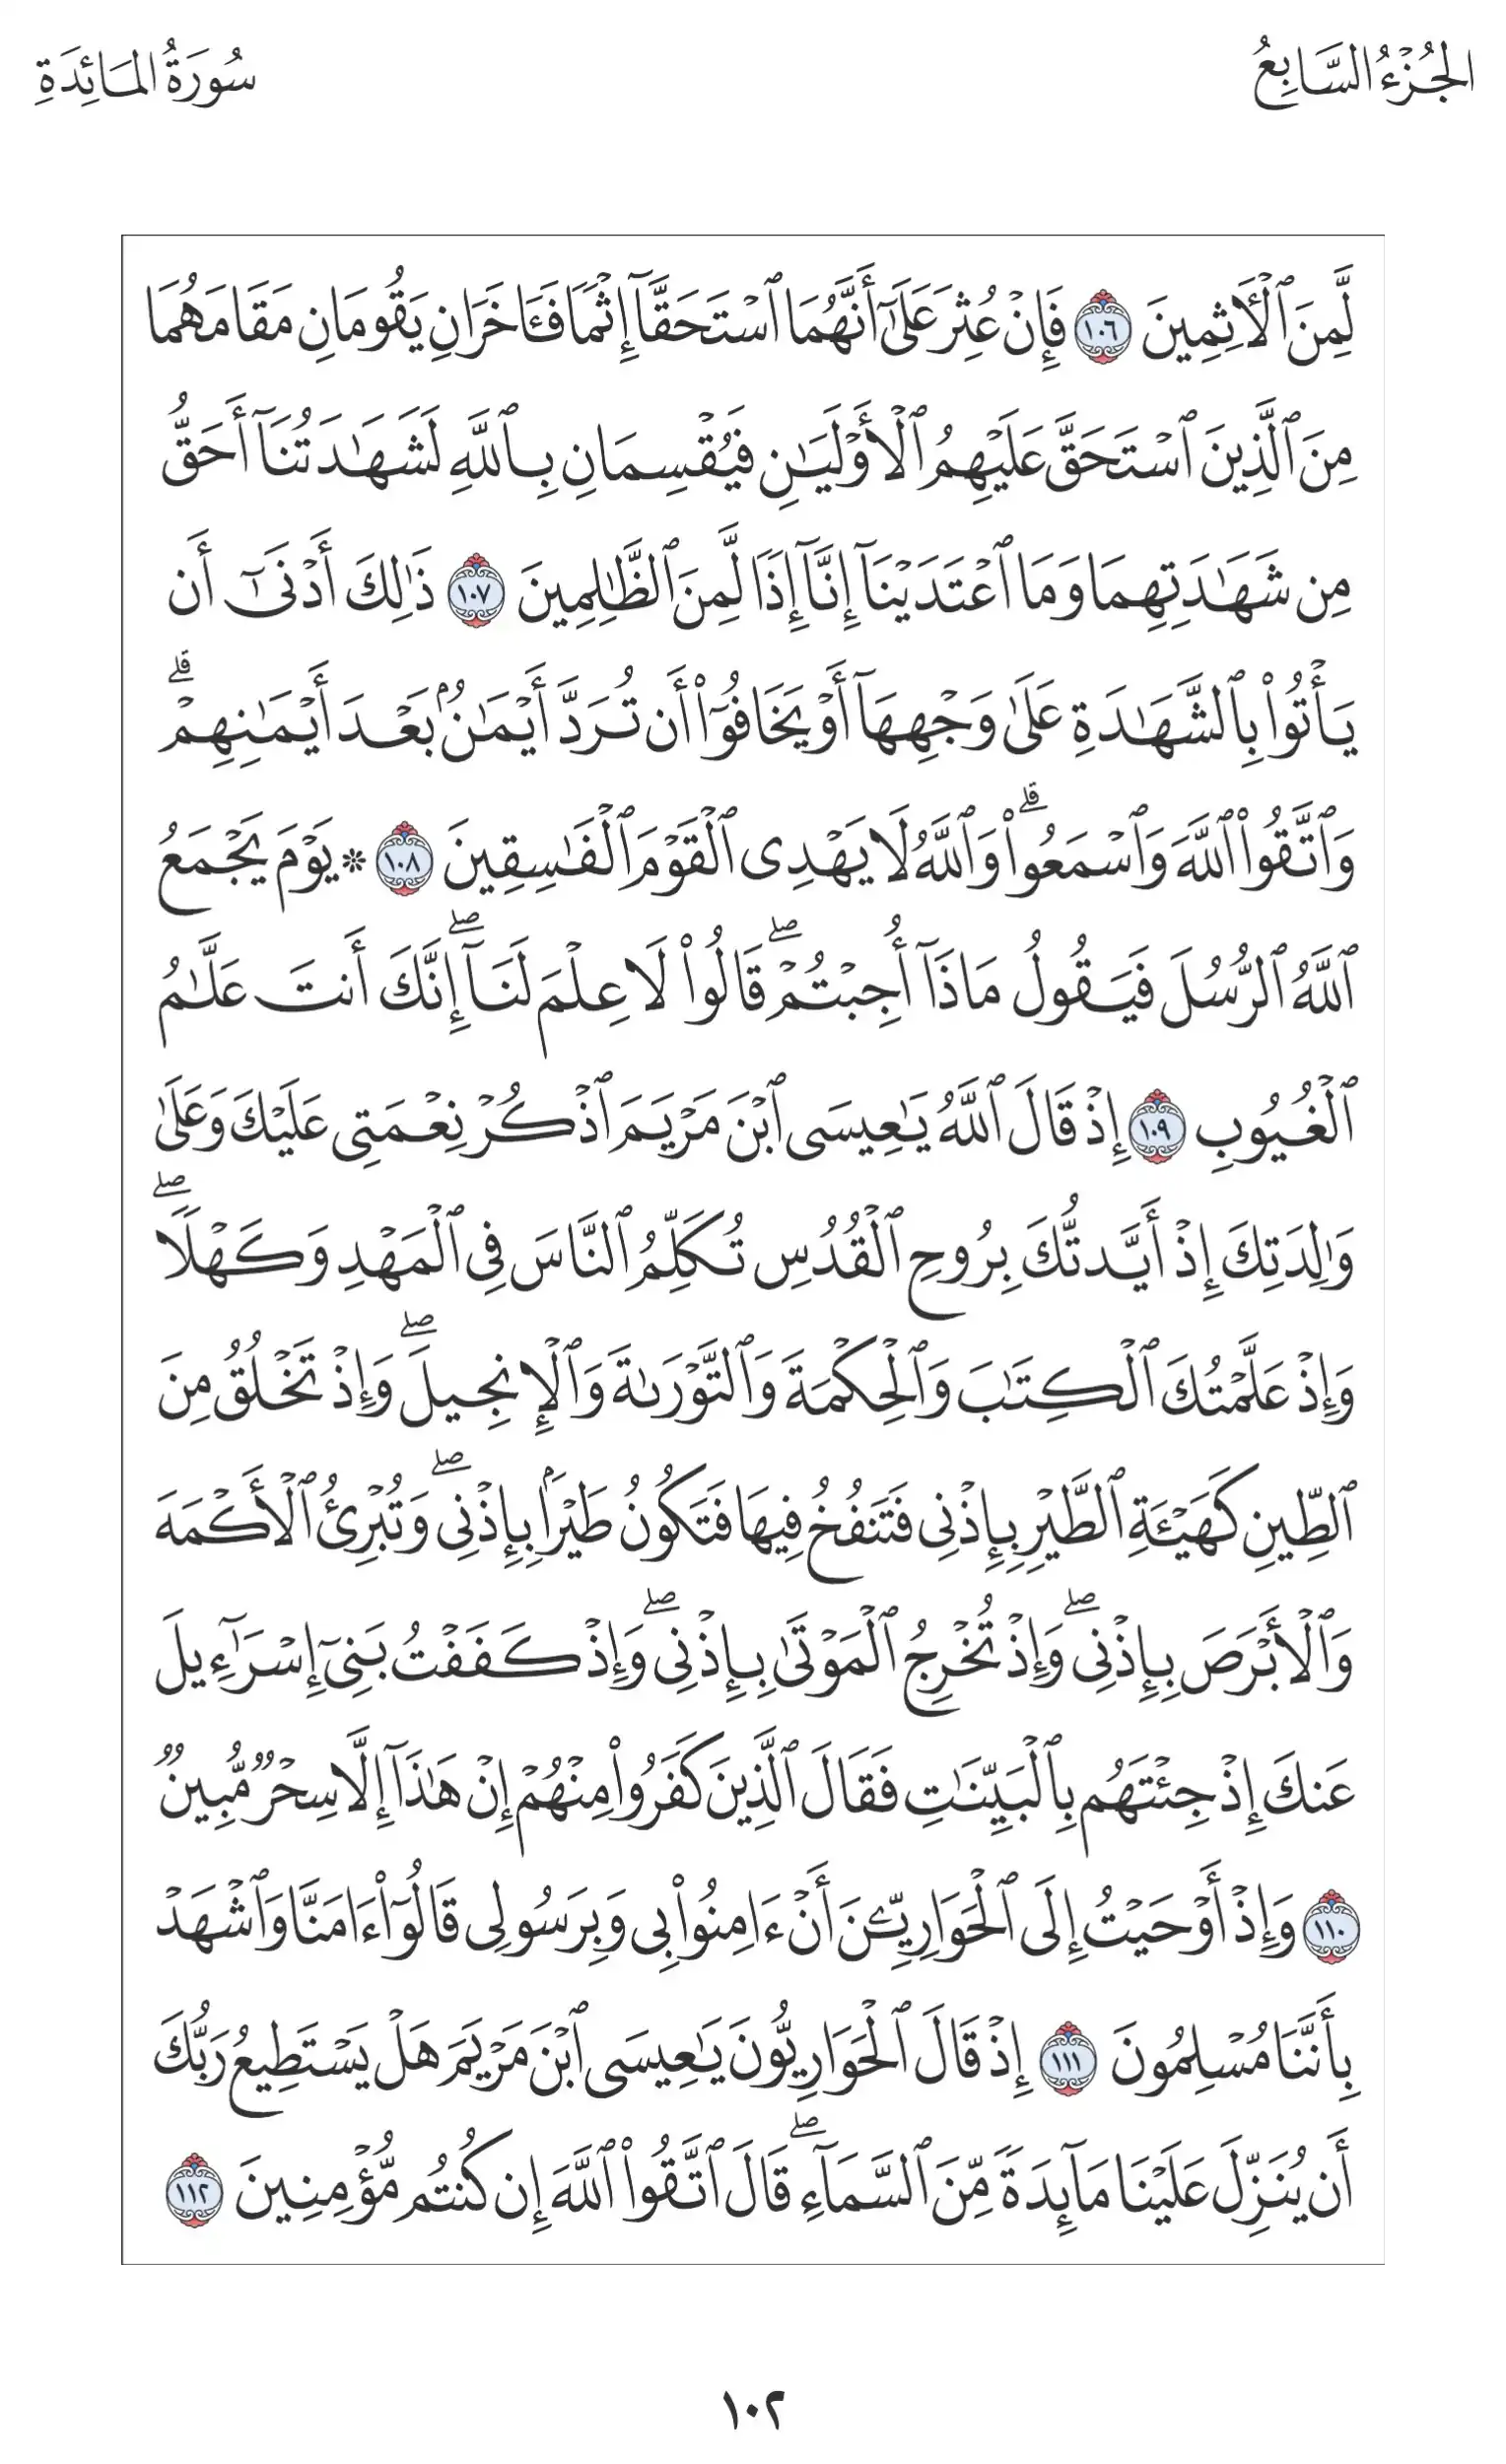 الجُزْءُ السَّابِعُ
سُورَةُ المَائِدَةِ
لَّمِنَ ٱلْأٓثِمِينَ ١٠٦ فَإِنْ عُثِرَ عَلَىٰٓ أَنَّهُمَا ٱسْتَحَقَّآ إِثْمًا فَـَٔاخَرَانِ يَقُومَانِ مَقَامَهُمَا
مِنَ ٱلَّذِينَ ٱسْتَحَقَّ عَلَيْهِمُ ٱلْأَوْلَيَـٰنِ فَيُقْسِمَانِ بِٱللَّهِ لَشَهَـٰدَتُنَآ أَحَقُّ
مِن شَهَـٰدَتِهِمَا وَمَا ٱعْتَدَيْنَآ إِنَّآ إِذًا لَّمِنَ ٱلظَّـٰلِمِينَ ١٠٧ ذَٰلِكَ أَدْنَىٰٓ أَن
يَأْتُوا۟ بِٱلشَّهَـٰدَةِ عَلَىٰ وَجْهِهَآ أَوْ يَخَافُوٓا۟ أَن تُرَدَّ أَيْمَـٰنٌۢ بَعْدَ أَيْمَـٰنِهِمْ ۗ
وَٱتَّقُوا۟ ٱللَّهَ وَٱسْمَعُوا۟ ۗ وَٱللَّهُ لَا يَهْدِى ٱلْقَوْمَ ٱلْفَـٰسِقِينَ ١٠٨ * يَوْمَ يَجْمَعُ
ٱللَّهُ ٱلرُّسُلَ فَيَقُولُ مَاذَآ أُجِبْتُمْ ۖ قَالُوا۟ لَا عِلْمَ لَنَآ ۖ إِنَّكَ أَنتَ عَلَّـٰمُ
ٱلْغُيُوبِ ١٠٩ إِذْ قَالَ ٱللَّهُ يَـٰعِيسَى ٱبْنَ مَرْيَمَ ٱذْكُرْ نِعْمَتِى عَلَيْكَ وَعَلَىٰ
وَٰلِدَتِكَ إِذْ أَيَّدتُّكَ بِرُوحِ ٱلْقُدُسِ تُكَلِّمُ ٱلنَّاسَ فِى ٱلْمَهْدِ وَكَهْلًا ۖ
وَإِذْ عَلَّمْتُكَ ٱلْكِتَـٰبَ وَٱلْحِكْمَةَ وَٱلتَّوْرَىٰةَ وَٱلْإِنجِيلَ ۖ وَإِذْ تَخْلُقُ مِنَ
ٱلطِّينِ كَهَيْـَٔةِ ٱلطَّيْرِ بِإِذْنِى فَتَنفُخُ فِيهَا فَتَكُونُ طَيْرًۢا بِإِذْنِى ۖ وَتُبْرِئُ ٱلْأَكْمَهَ
وَٱلْأَبْرَصَ بِإِذْنِى ۖ وَإِذْ تُخْرِجُ ٱلْمَوْتَىٰ بِإِذْنِى ۖ وَإِذْ كَفَفْتُ بَنِىٓ إِسْرَٰٓءِيلَ
عَنكَ إِذْ جِئْتَهُم بِٱلْبَيِّنَـٰتِ فَقَالَ ٱلَّذِينَ كَفَرُوا۟ مِنْهُمْ إِنْ هَـٰذَآ إِلَّا سِحْرٌ مُّبِينٌ
١١٠ وَإِذْ أَوْحَيْتُ إِلَى ٱلْحَوَارِيِّـۧنَ أَنْ ءَامِنُوا۟ بِى وَبِرَسُولِى قَالُوٓا۟ ءَامَنَّا وَٱشْهَدْ
بِأَنَّنَا مُسْلِمُونَ ١١١ إِذْ قَالَ ٱلْحَوَارِيُّونَ يَـٰعِيسَى ٱبْنَ مَرْيَمَ هَلْ يَسْتَطِيعُ رَبُّكَ
أَن يُنَزِّلَ عَلَيْنَا مَآئِدَةً مِّنَ ٱلسَّمَآءِ ۖ قَالَ ٱتَّقُوا۟ ٱللَّهَ إِن كُنتُم مُّؤْمِنِينَ ١١٢
١٠٢